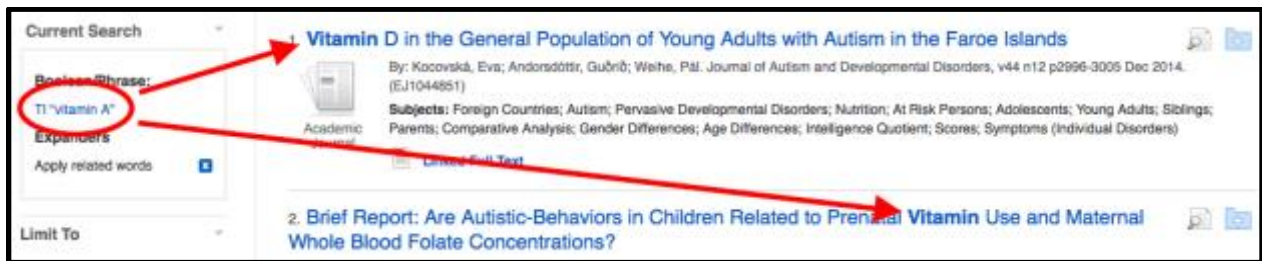 Current Search
Boolean/Phrase:
TI "vitamin A"
Expanders
Apply related words
Limit To
1. Vitamin D in the General Population of Young Adults with Autism in the Faroe Islands
By: Kocovská, Eva; Andorsdóttir, Guðrið; Weihe, Pál. Journal of Autism and Developmental Disorders, v44 n12 p2996-3005 Dec 2014.
(EJ1044851)
Subjects: Foreign Countries; Autism; Pervasive Developmental Disorders; Nutrition; At Risk Persons; Adolescents; Young Adults; Siblings;
Parents; Comparative Analysis; Gender Differences; Age Differences; Intelligence Quotient; Scores; Symptoms (Individual Disorders)
Academic
Journal
Linked Full Text
2. Brief Report: Are Autistic-Behaviors in Children Related to Prenatal Vitamin Use and Maternal
Whole Blood Folate Concentrations?